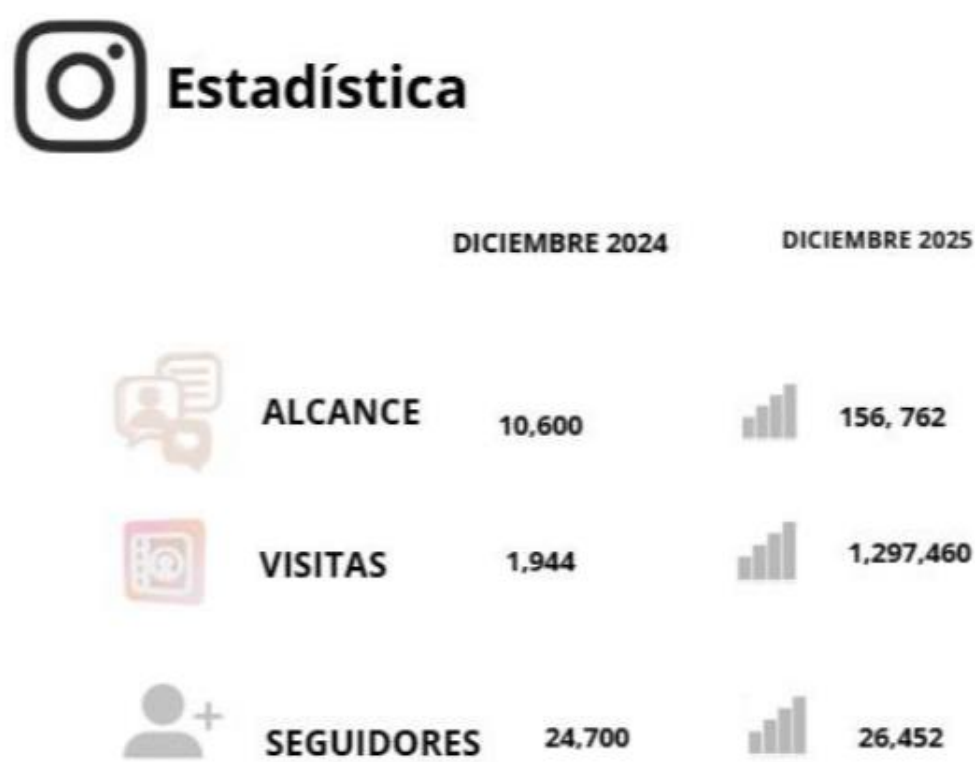 Estadística
DICIEMBRE 2024 DICIEMBRE 2025
ALCANCE 10,600 156, 762
VISITAS 1,944 1,297,460
SEGUIDORES 24,700 26,452